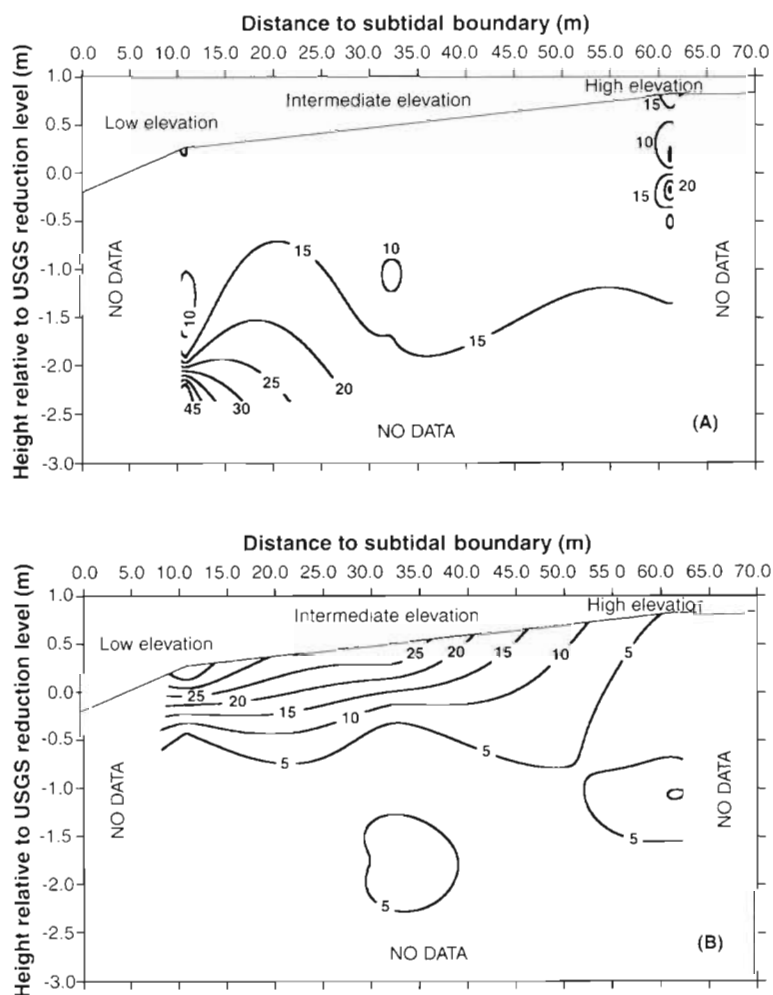 Distance to subtidal boundary (m)
0.0 5.0 10.0 15.0 20.0 25.0 30.0 35.0 40.0 45.0 50.0 55.0 60.0 65.0 70.0
Height relative to USGS reduction level (m)
1.0
0.5
0.0
-0.5
-1.0
-1.5
-2.0
-2.5
-3.0
High elevation
Intermediate elevation
Low elevation
15
10
15 20
NO DATA
NO DATA
15
10
10
15
20
25
30
45
NO DATA
(A)
Distance to subtidal boundary (m)
0.0 5.0 10.0 15.0 20.0 25.0 30.0 35.0 40.0 45.0 50.0 55.0 60.0 65.0 70.0
Height relative to USGS reduction level (m)
1.0
0.5
0.0
-0.5
-1.0
-1.5
-2.0
-2.5
-3.0
High elevation
Intermediate elevation
Low elevation
25 20 15 10 5
25
20
15
10
5
5
NO DATA
NO DATA
5
5
NO DATA
(B)